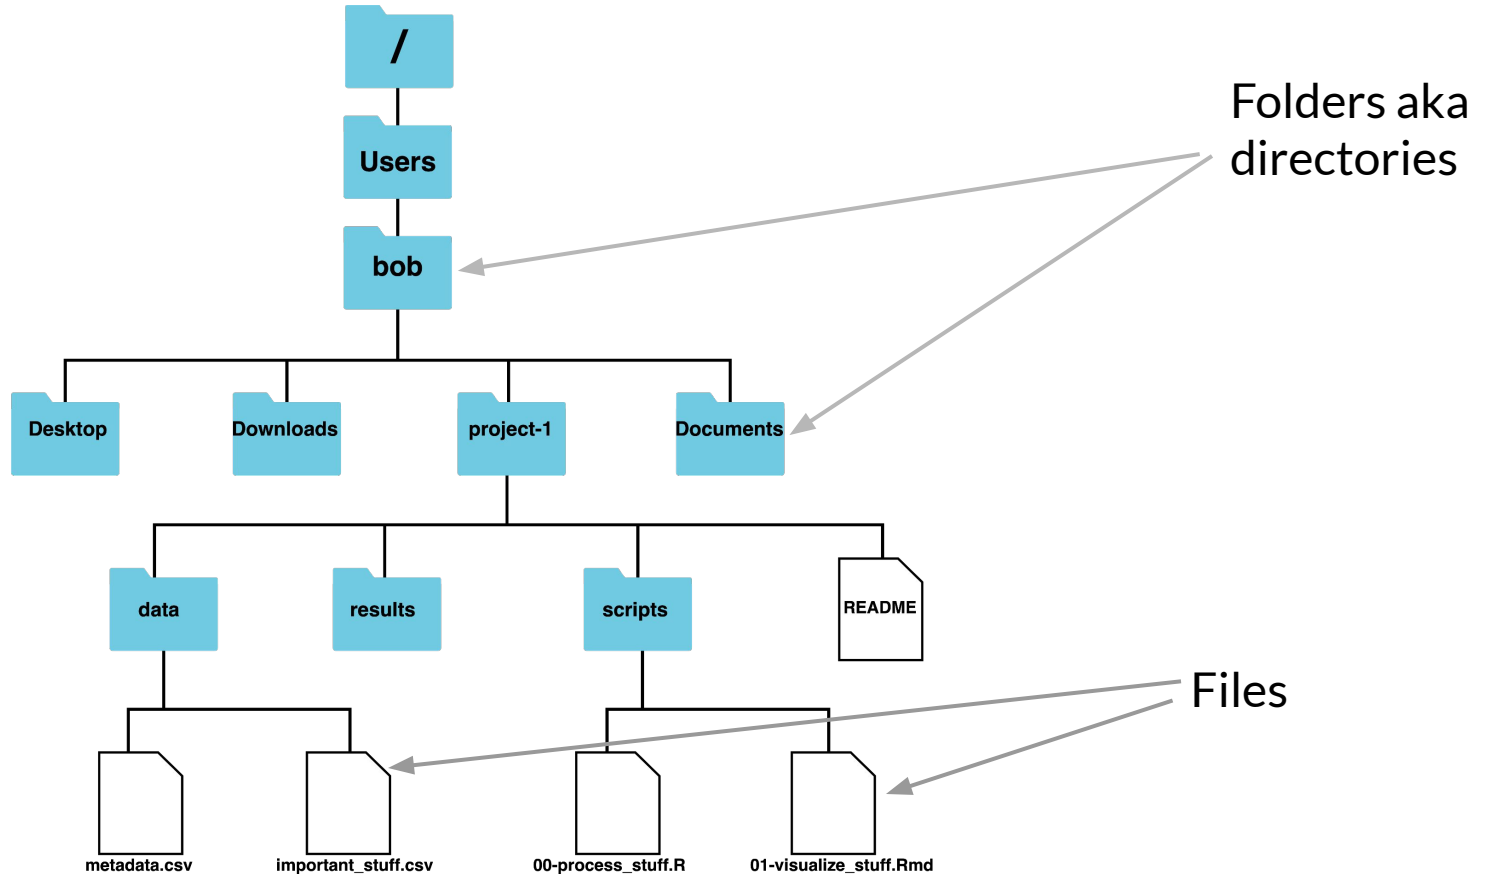 /
Folders aka
directories
Users
bob
Desktop
Downloads
project-1
Documents
data
results
scripts
README
Files
metadata.csv
important_stuff.csv
00-process_stuff.R
01-visualize_stuff.Rmd